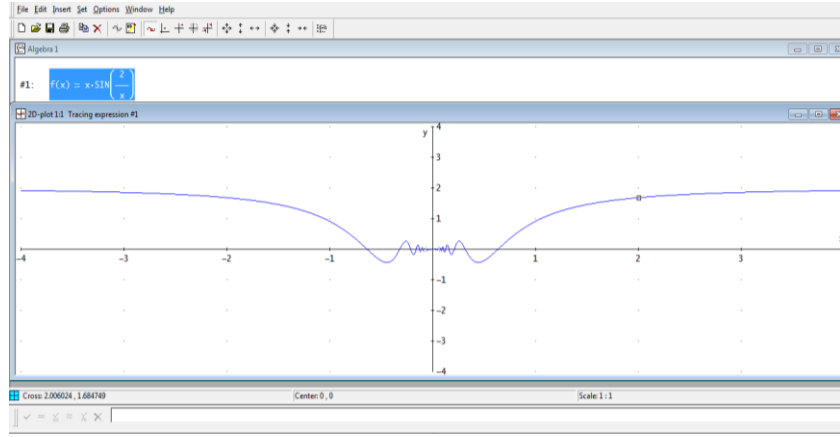 File Edit Insert Set Options Window Help
Algebra 1
#1: f(x) := x·SIN(2/x)
2D-plot 1:1 Tracing expression #1
y
4
3
2
1
-4 -3 -2 -1 1 2 3
-1
-2
-3
-4
Cross: 2.006024 , 1.684749 Center: 0 , 0 Scale: 1 : 1